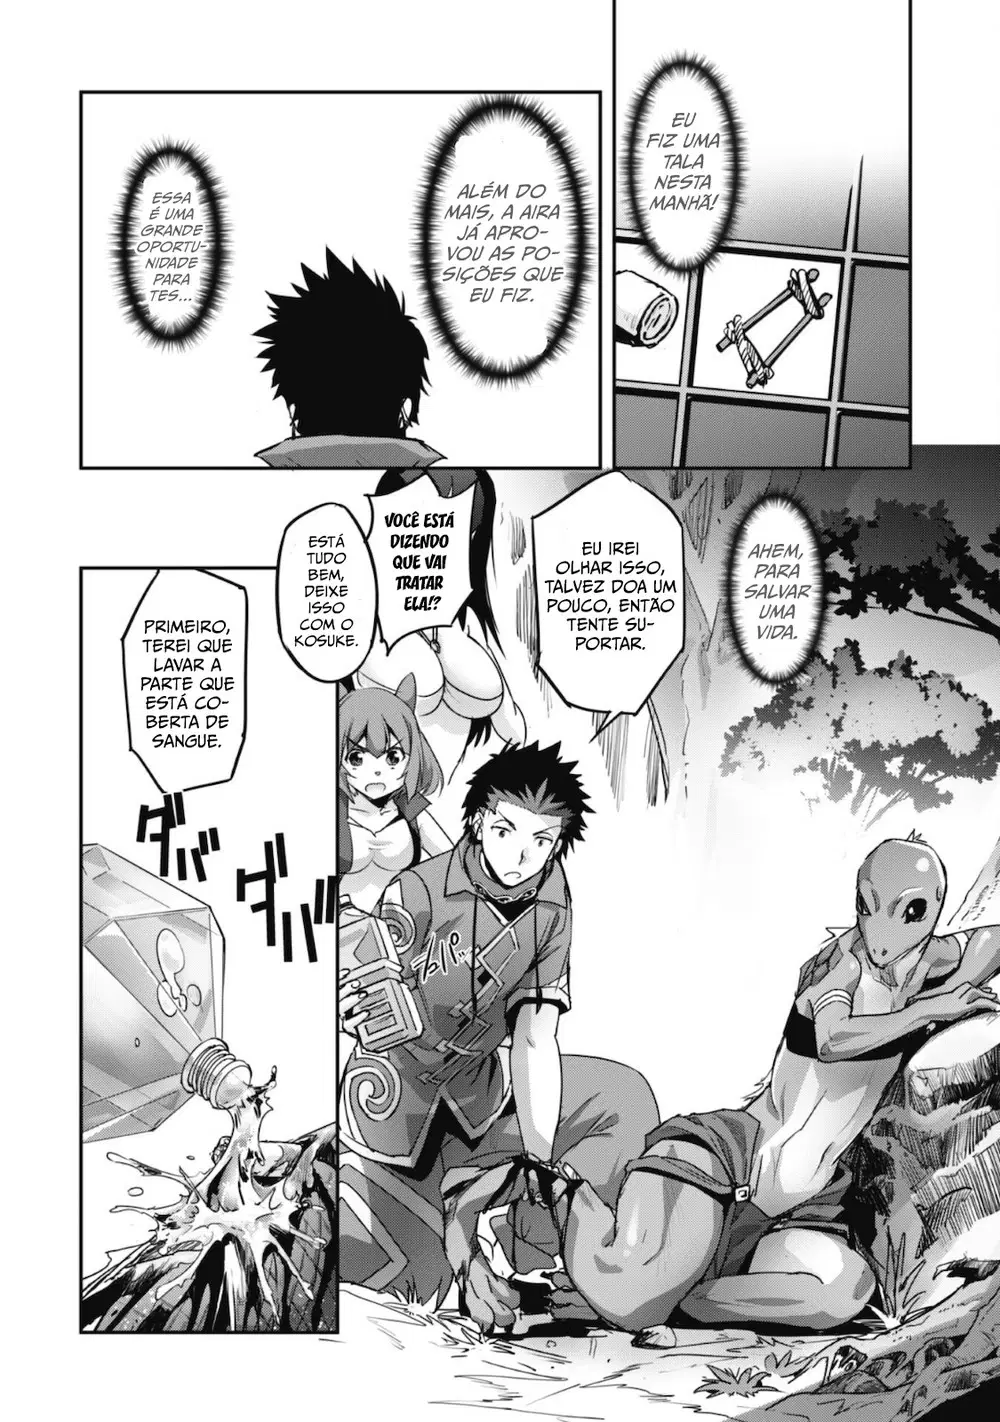 EU
FIZ UMA
TALA
NESTA
MANHÃ!
ALÉM DO
MAIS, A AIRA
JÁ APRO-
VOU AS PO-
SIÇÕES QUE
EU FIZ.
ESSA
É UMA
GRANDE
OPORTU-
NIDADE
PARA
TES...
AHEM,
PARA
SALVAR
UMA
VIDA.
EU IREI
OLHAR ISSO,
TALVEZ DOA UM
POUCO, ENTÃO
TENTE SU-
PORTAR.
VOCÊ ESTÁ
DIZENDO
QUE VAI
TRATAR
ELA!?
ESTÁ
TUDO
BEM,
DEIXE
ISSO
COM O
KOSUKE.
PRIMEIRO,
TEREI QUE
LAVAR A
PARTE QUE
ESTÁ CO-
BERTA DE
SANGUE.
ダバ
ダバ